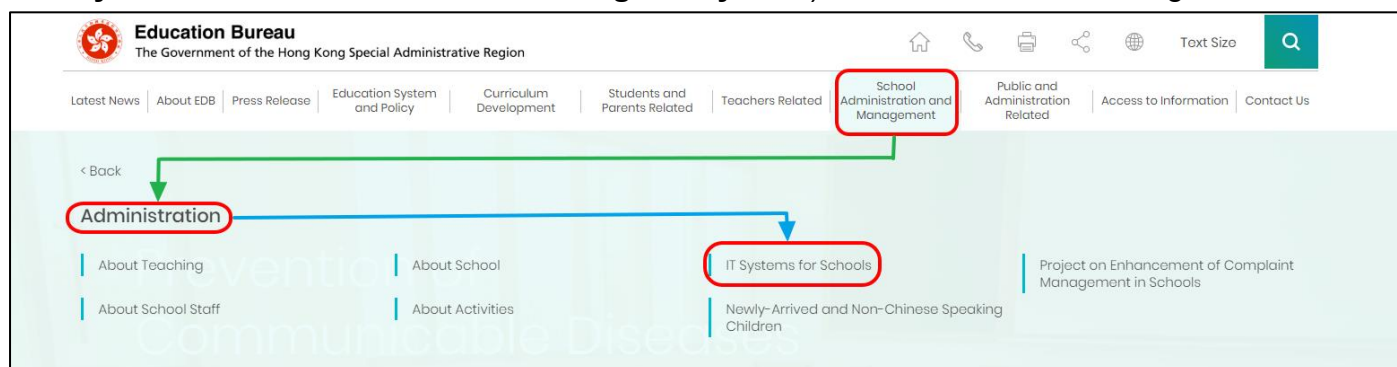 Education Bureau
The Government of the Hong Kong Special Administrative Region
Text Size
Latest News
About EDB
Press Release
Education System
and Policy
Curriculum
Development
Students and
Parents Related
Teachers Related
School
Administration and
Management
Public and
Administration
Related
Access to Information
Contact Us
< Back
Administration
About Teaching
About School
IT Systems for Schools
Project on Enhancement of Complaint
Management in Schools
About School Staff
About Activities
Newly-Arrived and Non-Chinese Speaking
Children
Prevention
Communicable Diseases